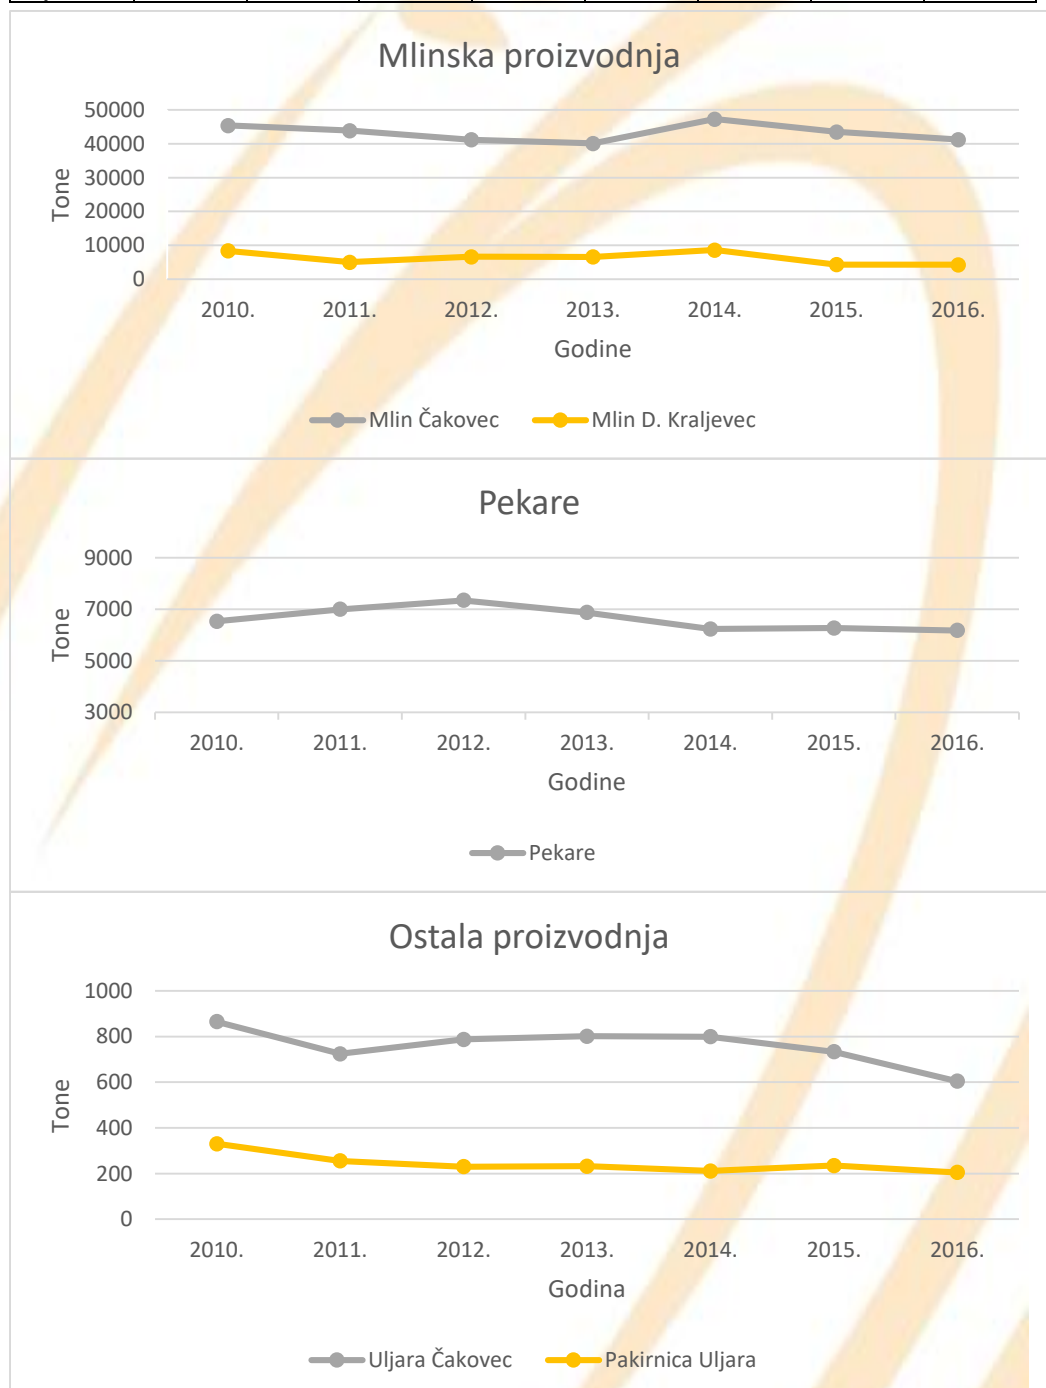 Mlinska proizvodnja
50000
40000
30000
20000
10000
0
Tone
2010. 2011. 2012. 2013. 2014. 2015. 2016.
Godine
Mlin Čakovec Mlin D. Kraljevec
Pekare
9000
7000
5000
3000
Tone
2010. 2011. 2012. 2013. 2014. 2015. 2016.
Godine
Pekare
Ostala proizvodnja
1000
800
600
400
200
0
Tone
2010. 2011. 2012. 2013. 2014. 2015. 2016.
Godina
Uljara Čakovec Pakirnica Uljara